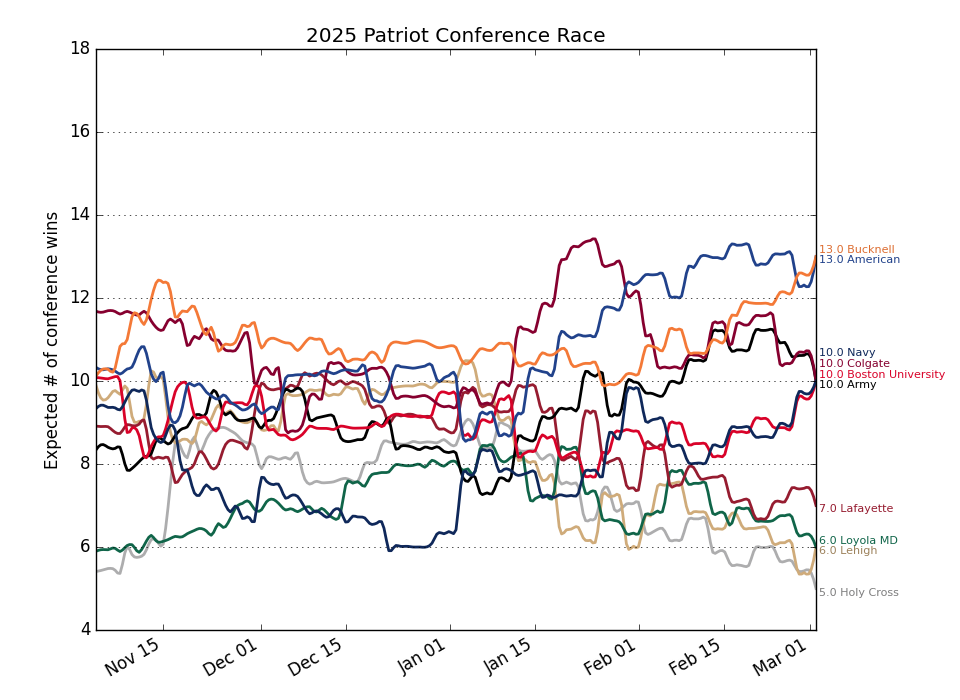 2025 Patriot Conference Race
Expected # of conference wins
18
16
14
12
10
8
6
4
Nov 15
Dec 01
Dec 15
Jan 01
Jan 15
Feb 01
Feb 15
Mar 01
13.0 Bucknell
13.0 American
10.0 Navy
10.0 Colgate
10.0 Boston University
10.0 Army
7.0 Lafayette
6.0 Loyola MD
6.0 Lehigh
5.0 Holy Cross